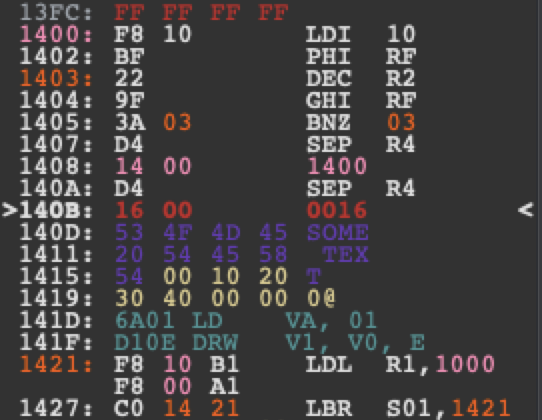 13FC: FF FF FF FF
1400: F8 10 LDI 10
1402: BF PHI RF
1403: 22 DEC R2
1404: 9F GHI RF
1405: 3A 03 BNZ 03
1407: D4 SEP R4
1408: 14 00 1400
140A: D4 SEP R4
>140B: 16 00 0016 <
140D: 53 4F 4D 45 SOME
1411: 20 54 45 58 TEX
1415: 54 00 10 20 T
1419: 30 40 00 00 0@
141D: 6A01 LD VA, 01
141F: D10E DRW V1, V0, E
1421: F8 10 B1 LDL R1,1000
F8 00 A1
1427: C0 14 21 LBR S01,1421